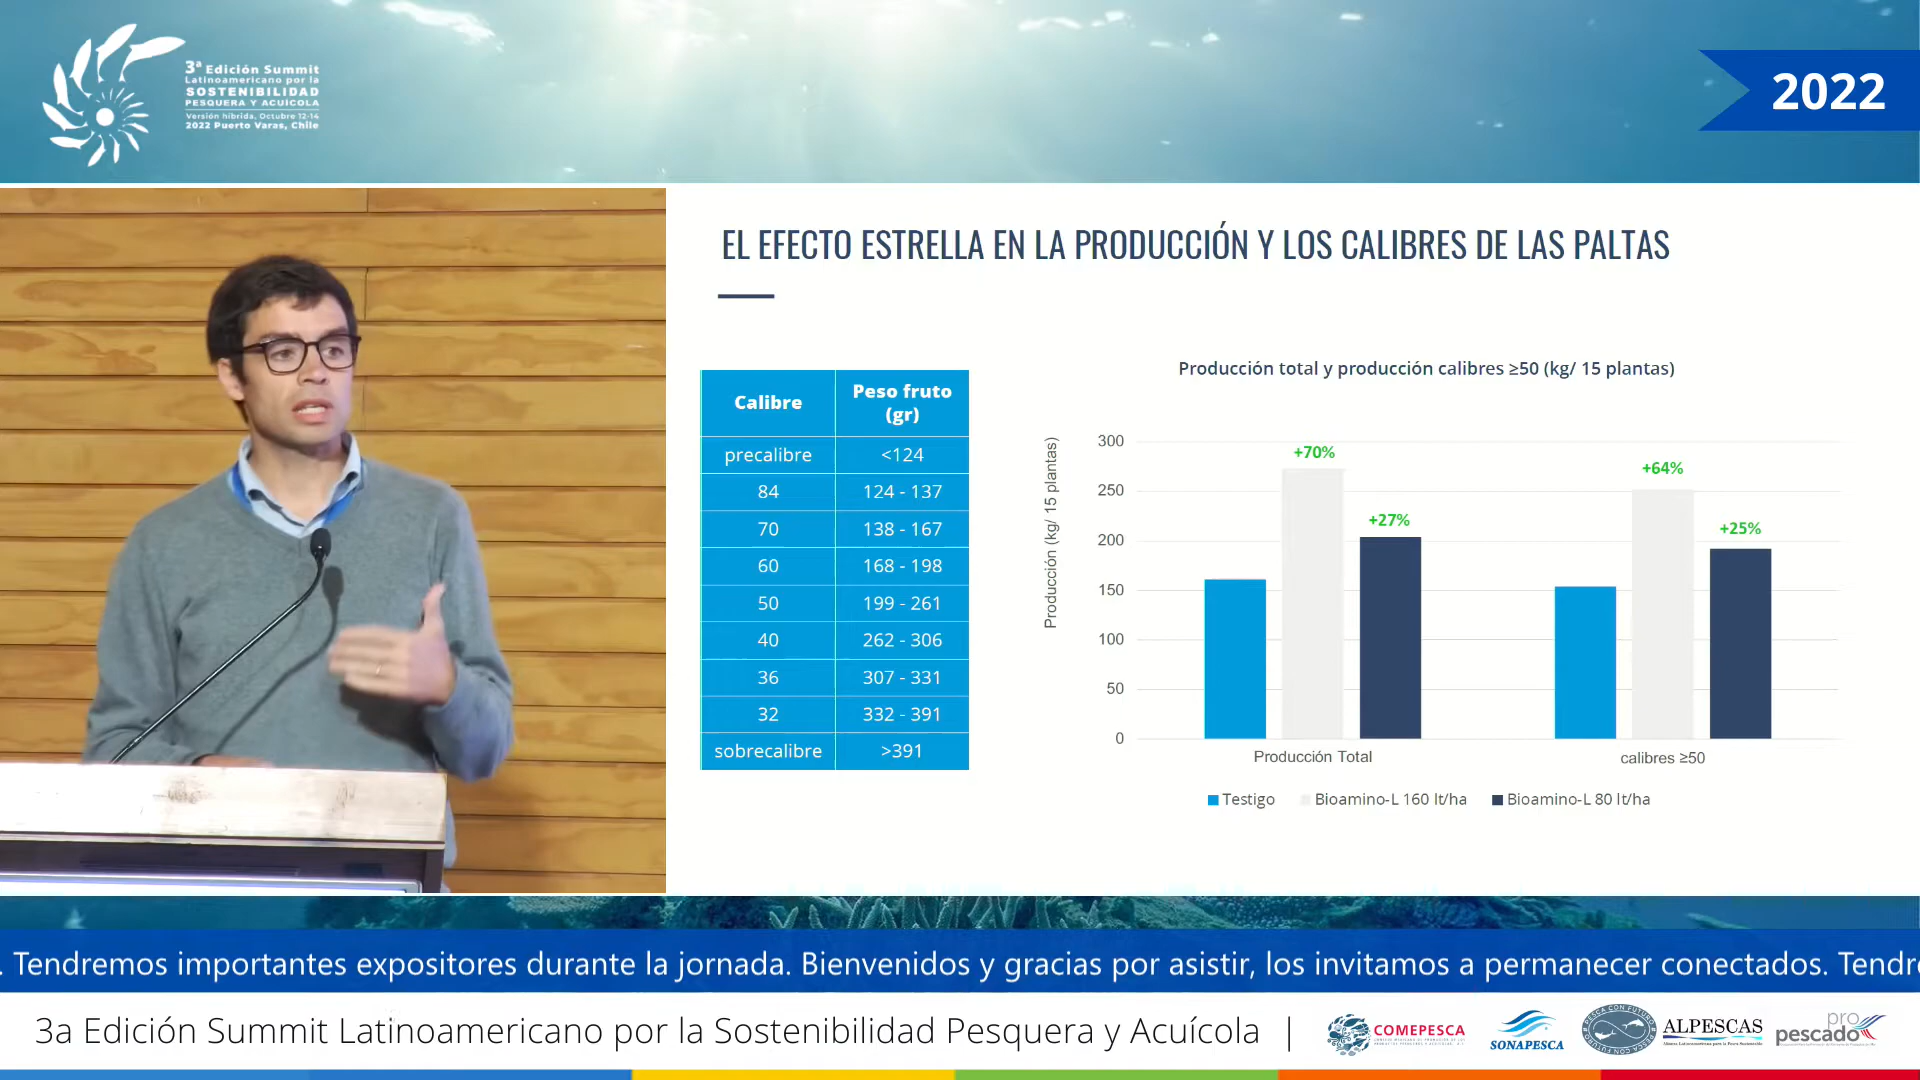 3ª Edición Summit
Latinoamericano por la
SOSTENIBILIDAD
PESQUERA Y ACUÍCOLA
Versión híbrida, Octubre 12-14
2022 Puerto Varas, Chile
2022
EL EFECTO ESTRELLA EN LA PRODUCCIÓN Y LOS CALIBRES DE LAS PALTAS
Calibre Peso fruto (gr)
precalibre <124
84 124 - 137
70 138 - 167
60 168 - 198
50 199 - 261
40 262 - 306
36 307 - 331
32 332 - 391
sobrecalibre >391
Producción total y producción calibres ≥50 (kg/ 15 plantas)
Producción (kg/ 15 plantas)
300
250
200
150
100
50
0
+70%
+27%
+64%
+25%
Producción Total
calibres ≥50
Testigo Bioamino-L 160 lt/ha Bioamino-L 80 lt/ha
. Tendremos importantes expositores durante la jornada. Bienvenidos y gracias por asistir, los invitamos a permanecer conectados. Tendr
3a Edición Summit Latinoamericano por la Sostenibilidad Pesquera y Acuícola |
COMEPESCA
SONAPESCA
PESCA CON FUTURO
ALPESCAS
pro
pescado